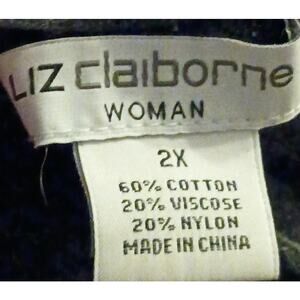 LIZ claiborne
WOMAN
2X
60% COTTON
20% VISCOSE
20% NYLON
MADE IN CHINA